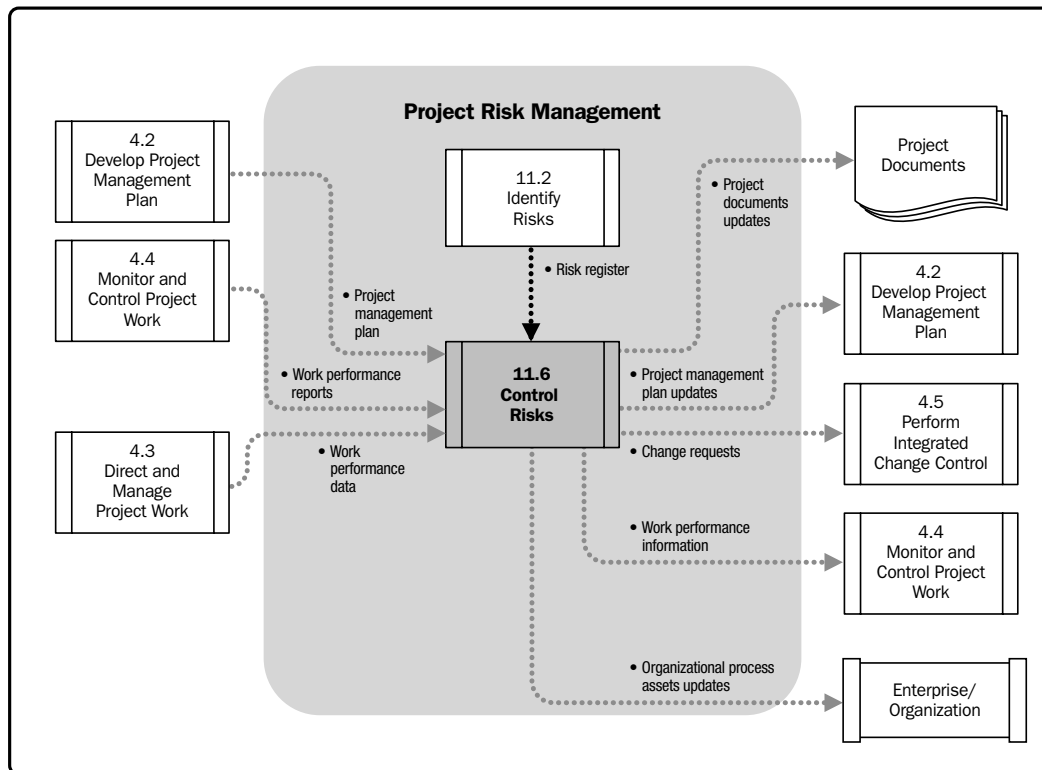 Project Risk Management
4.2
Develop Project
Management
Plan
4.4
Monitor and
Control Project
Work
4.3
Direct and
Manage
Project Work
11.2
Identify
Risks
• Risk register
• Project
management
plan
• Work performance
reports
• Work
performance
data
11.6
Control
Risks
• Project
documents
updates
• Project management
plan updates
• Change requests
• Work performance
information
• Organizational process
assets updates
Project
Documents
4.2
Develop Project
Management
Plan
4.5
Perform
Integrated
Change Control
4.4
Monitor and
Control Project
Work
Enterprise/
Organization